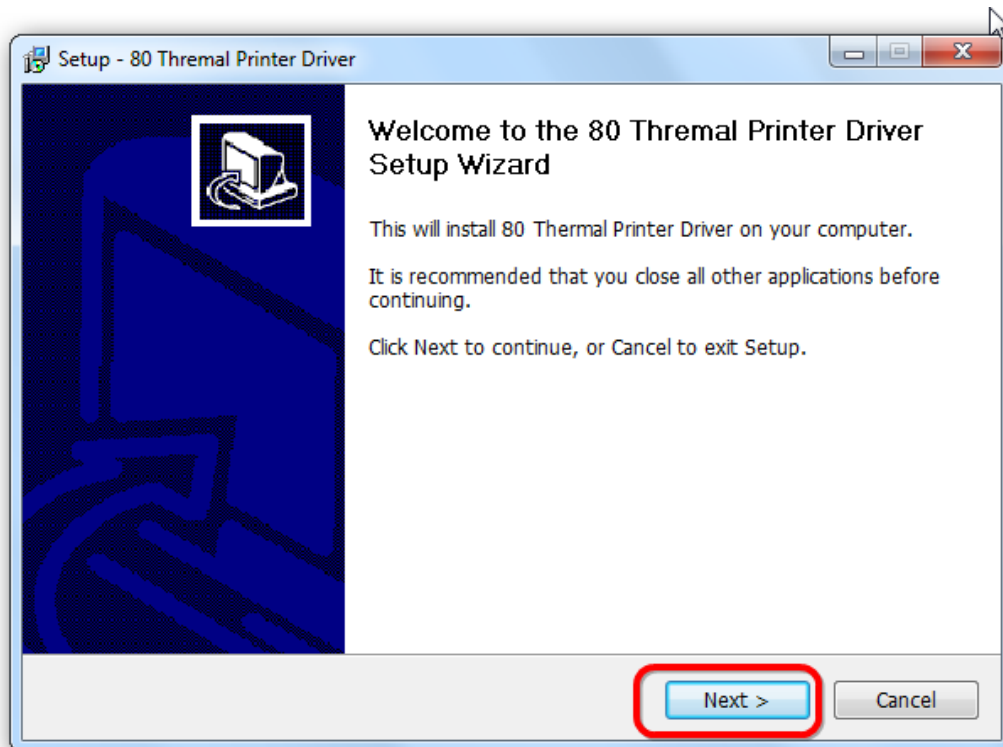 Setup - 80 Thremal Printer Driver
Welcome to the 80 Thremal Printer Driver
Setup Wizard
This will install 80 Thermal Printer Driver on your computer.
It is recommended that you close all other applications before
continuing.
Click Next to continue, or Cancel to exit Setup.
Next >
Cancel